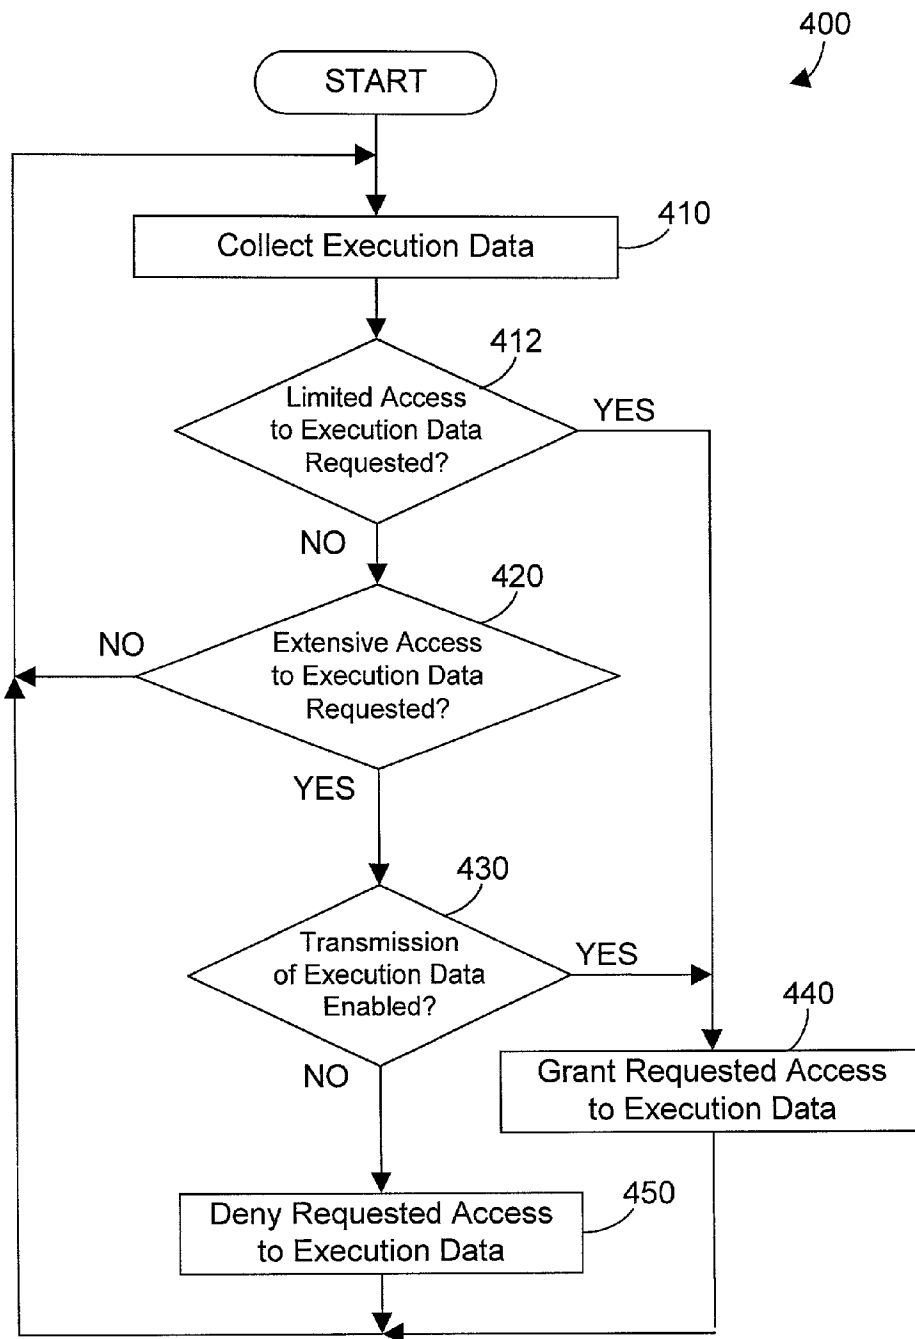 400
START
410
Collect Execution Data
412
Limited Access
to Execution Data
Requested?
YES
NO
420
Extensive Access
to Execution Data
Requested?
NO
YES
430
Transmission
of Execution Data
Enabled?
YES
NO
440
Grant Requested Access
to Execution Data
450
Deny Requested Access
to Execution Data